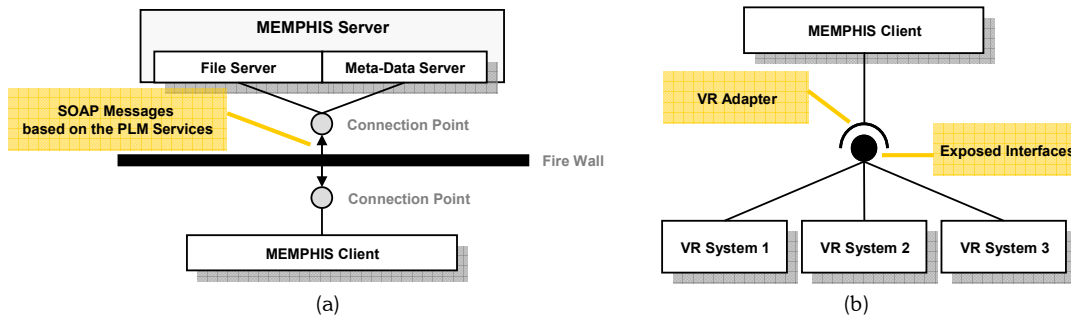 MEMPHIS Server
File Server
Meta-Data Server
SOAP Messages
based on the PLM Services
Connection Point
Fire Wall
Connection Point
MEMPHIS Client
(a)
MEMPHIS Client
VR Adapter
Exposed Interfaces
VR System 1
VR System 2
VR System 3
(b)